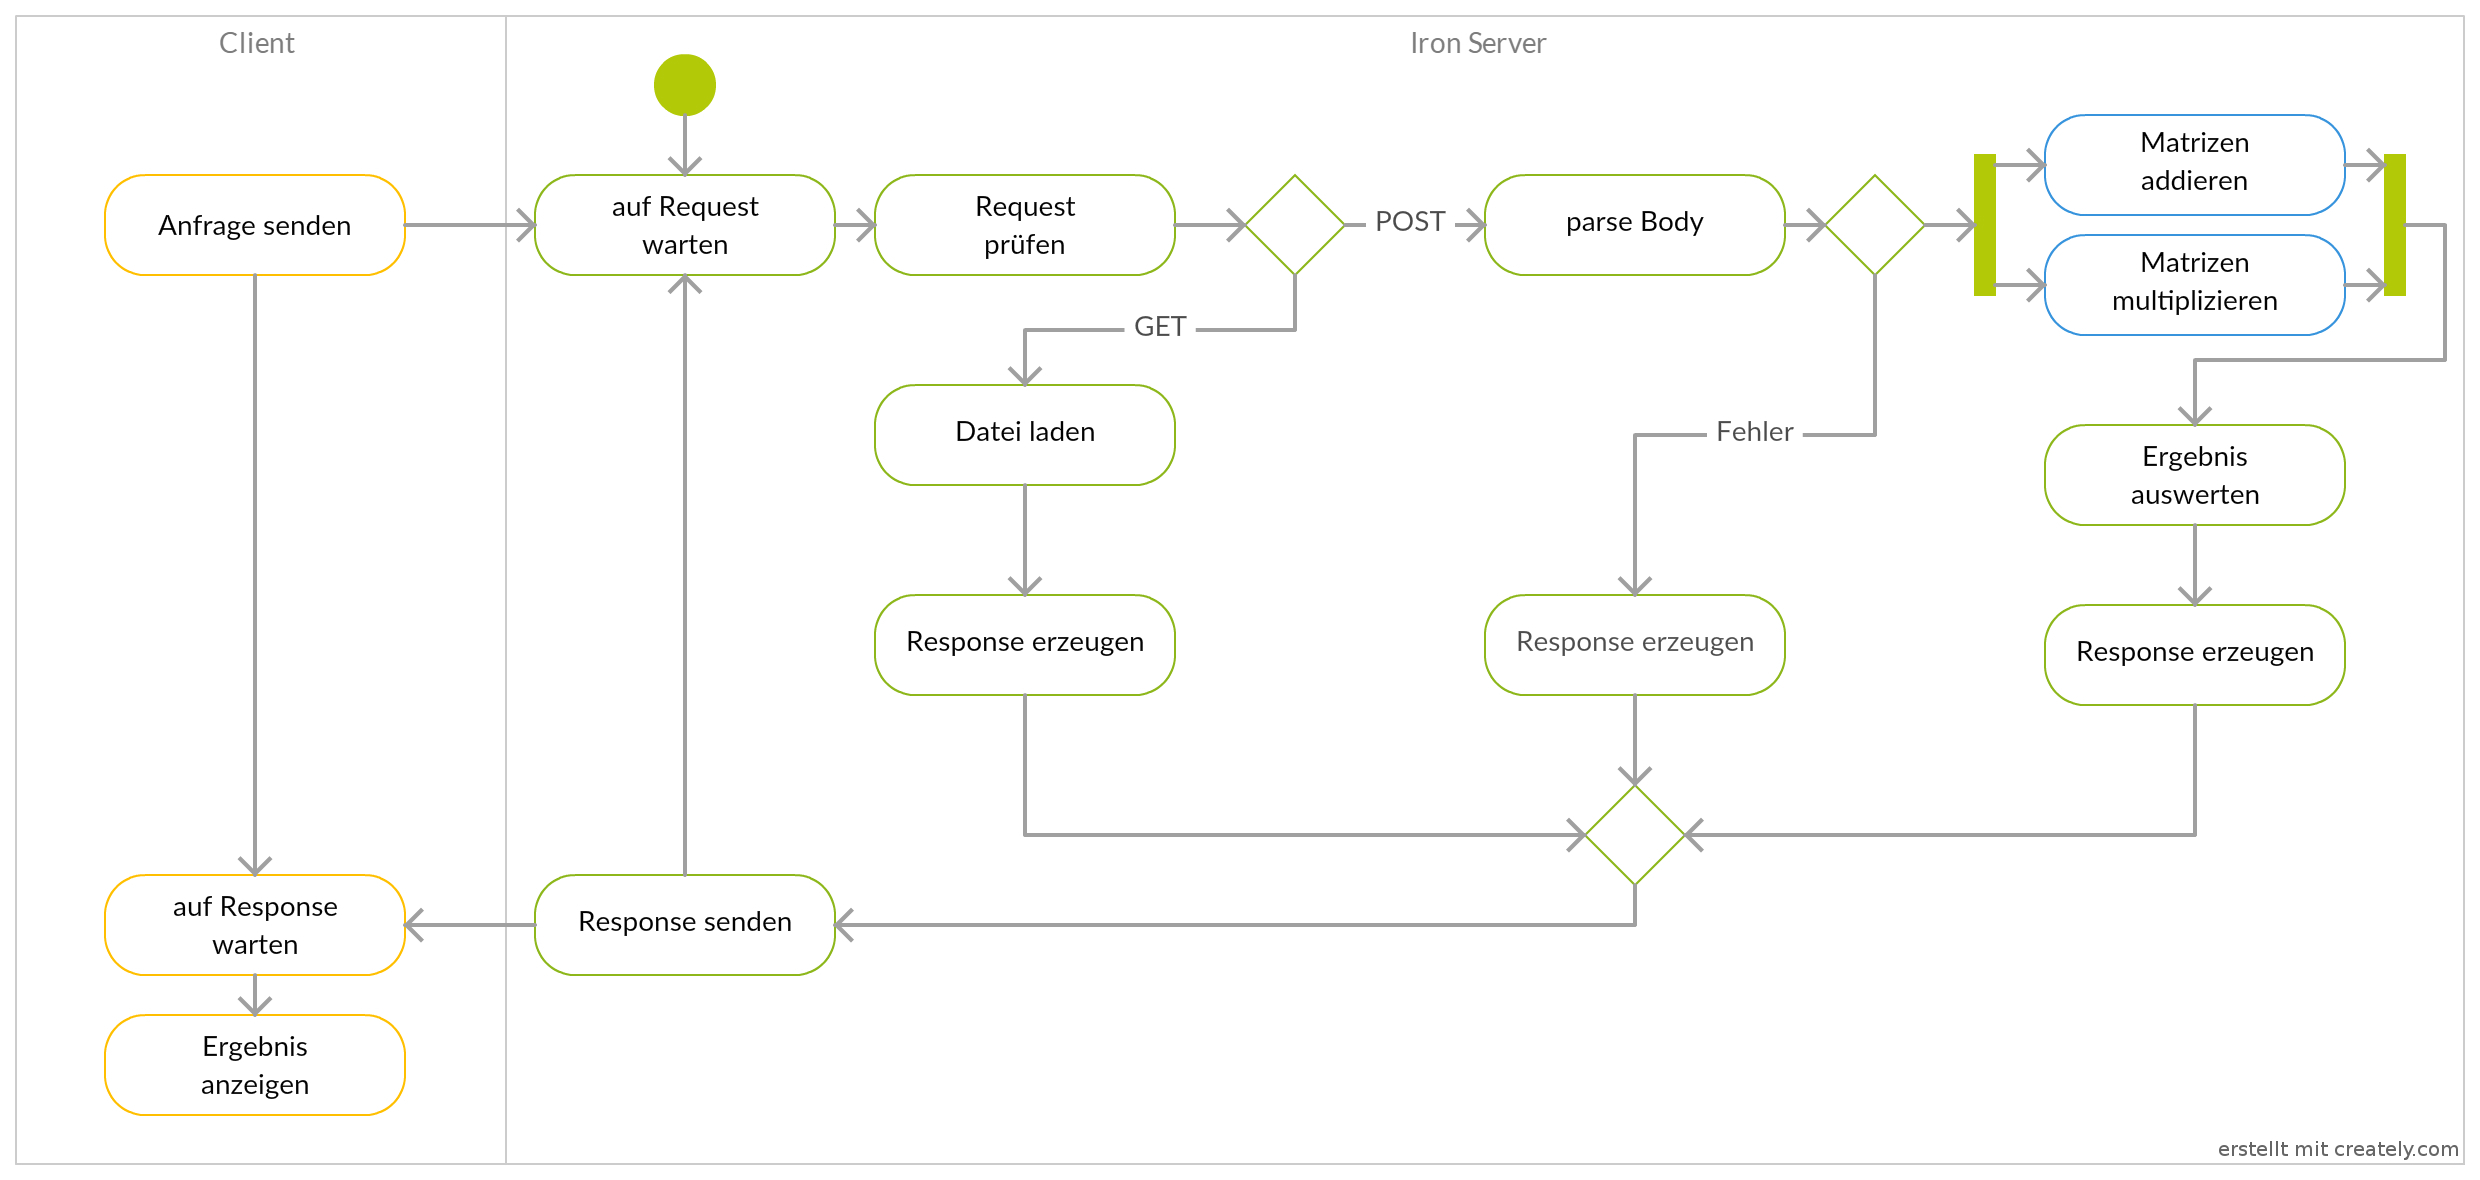 Client
Iron Server
Anfrage senden
auf Request
warten
Request
prüfen
POST
parse Body
Matrizen
addieren
Matrizen
multiplizieren
GET
Datei laden
Fehler
Ergebnis
auswerten
Response erzeugen
Response erzeugen
Response erzeugen
auf Response
warten
Response senden
Ergebnis
anzeigen
erstellt mit creately.com